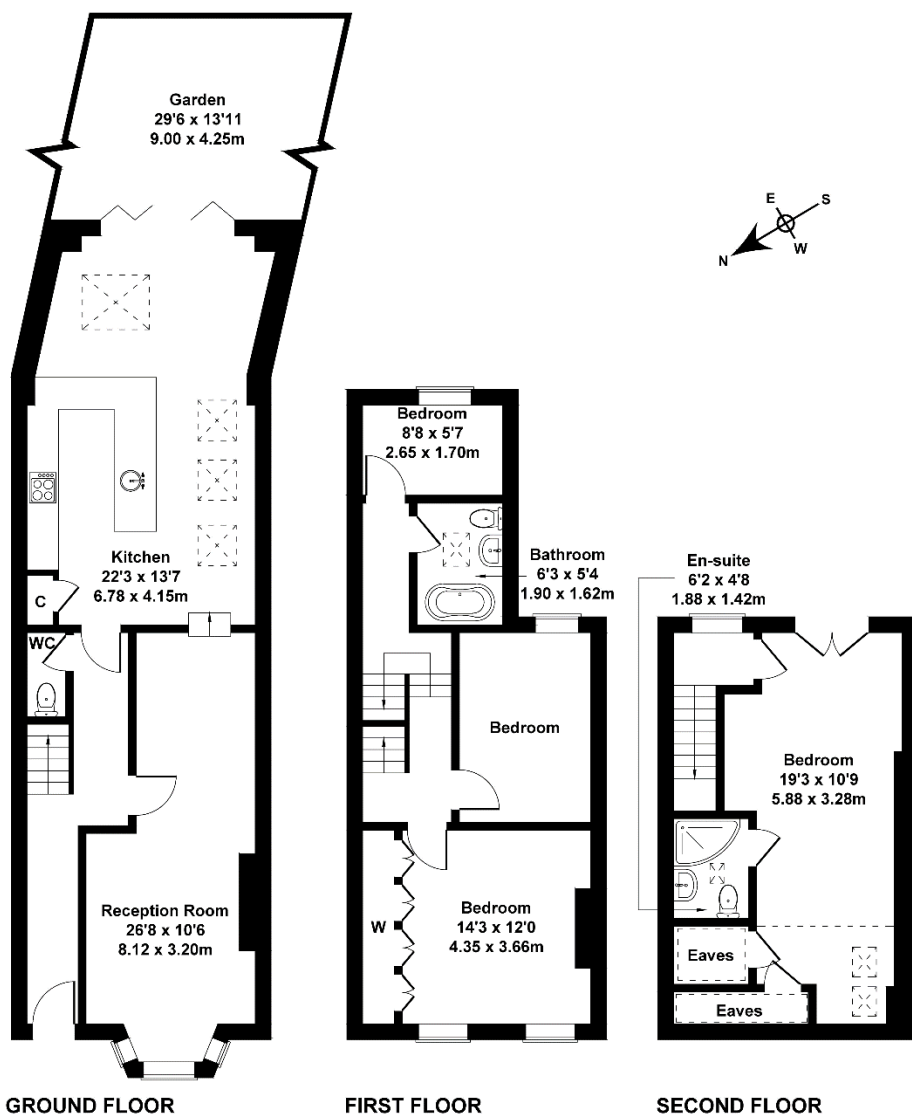 Garden
29'6 x 13'11
9.00 x 4.25m
E
S
N
W
Kitchen
22'3 x 13'7
6.78 x 4.15m
C
WC
Reception Room
26'8 x 10'6
8.12 x 3.20m
GROUND FLOOR
Bedroom
8'8 x 5'7
2.65 x 1.70m
Bathroom
6'3 x 5'4
1.90 x 1.62m
Bedroom
W
Bedroom
14'3 x 12'0
4.35 x 3.66m
FIRST FLOOR
En-suite
6'2 x 4'8
1.88 x 1.42m
Bedroom
19'3 x 10'9
5.88 x 3.28m
Eaves
Eaves
SECOND FLOOR